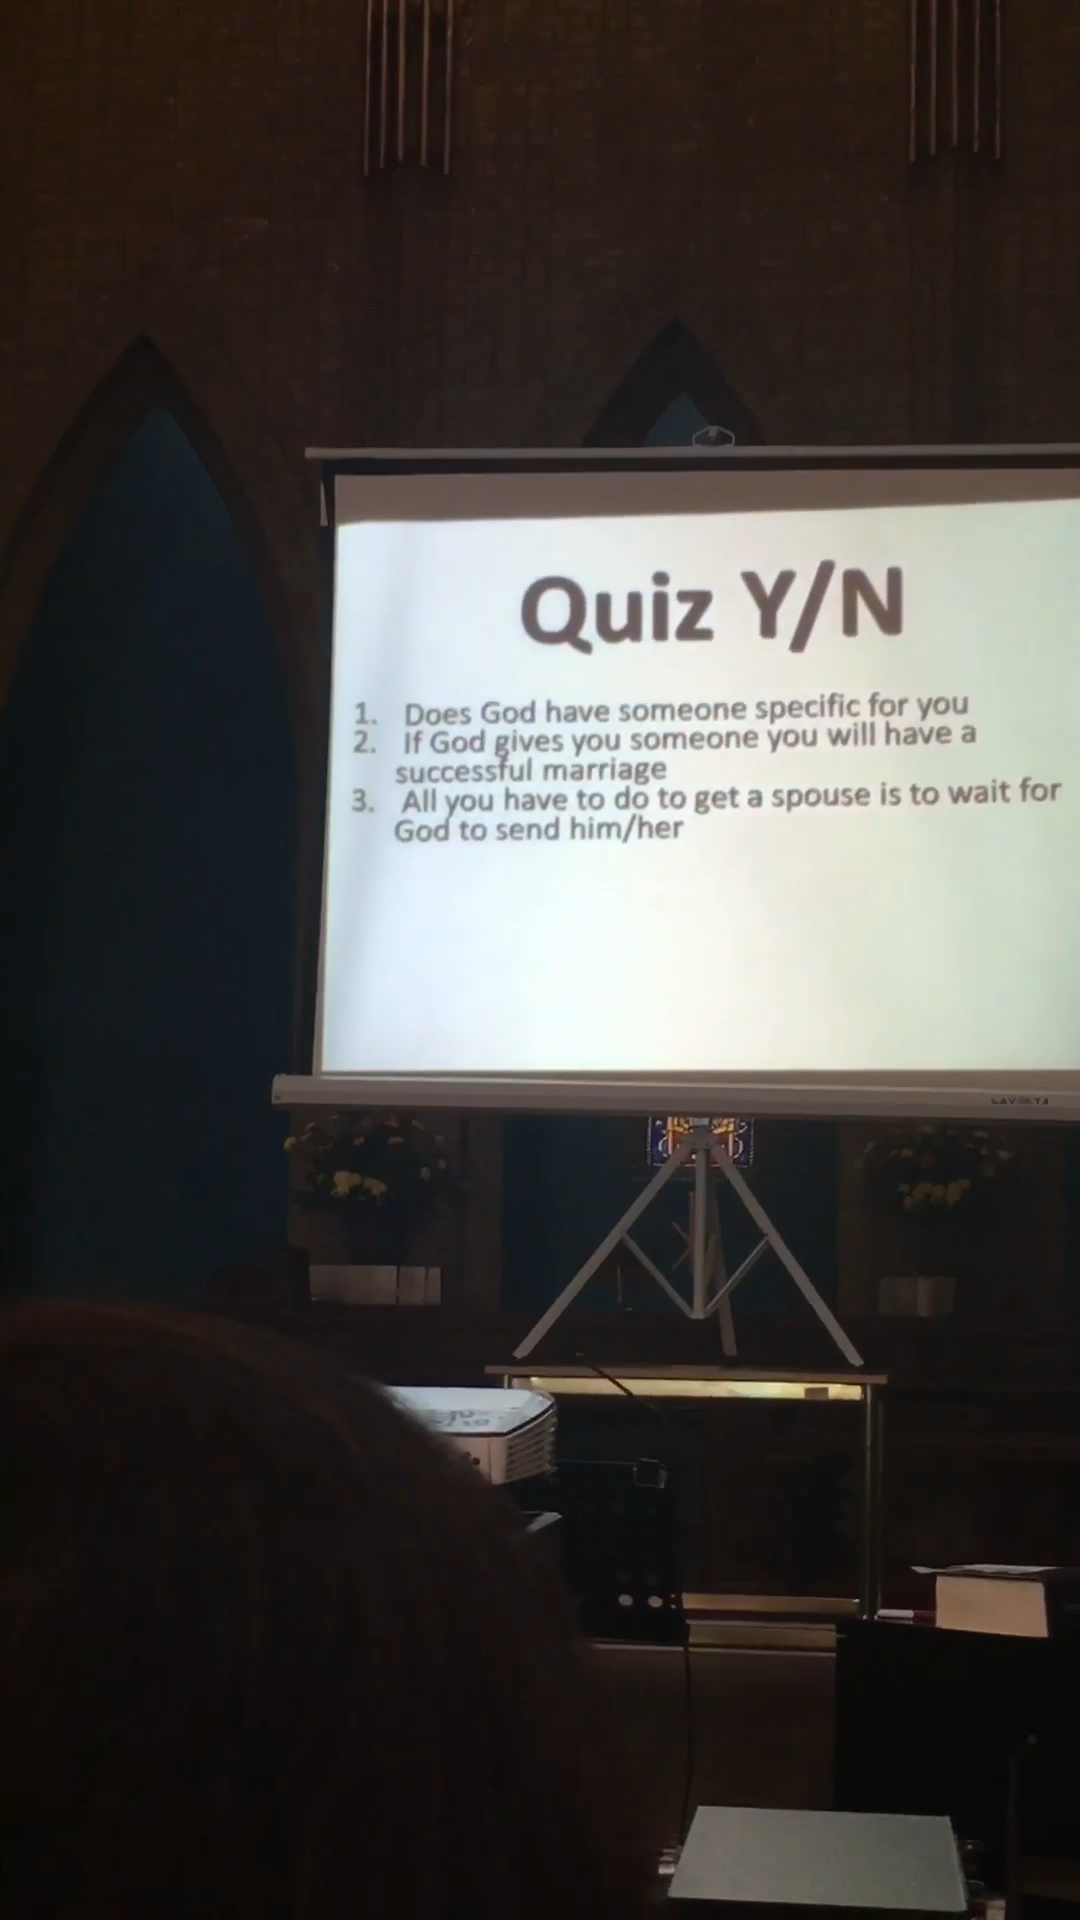 Quiz Y/N
1. Does God have someone specific for you
2. If God gives you someone you will have a
successful marriage
3. All you have to do to get a spouse is to wait for
God to send him/her
LAVOLTA